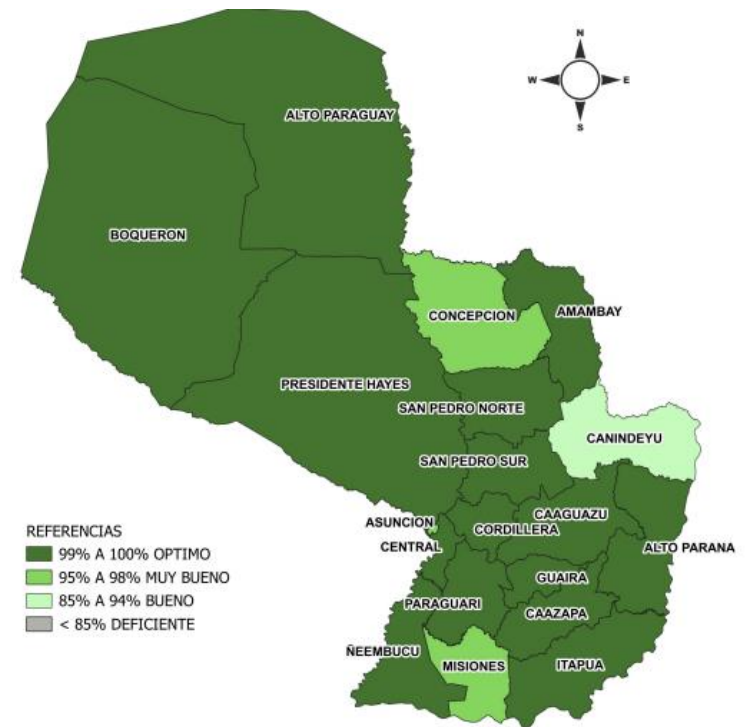 N
W E
S
ALTO PARAGUAY
BOQUERON
CONCEPCION
AMAMBAY
PRESIDENTE HAYES
SAN PEDRO NORTE
CANINDEYU
SAN PEDRO SUR
ASUNCION
CAAGUAZU
CORDILLERA
CENTRAL
ALTO PARANA
GUAIRA
PARAGUARI
CAAZAPA
ÑEEMBUCU
MISIONES
ITAPUA
REFERENCIAS
99% A 100% OPTIMO
95% A 98% MUY BUENO
85% A 94% BUENO
< 85% DEFICIENTE